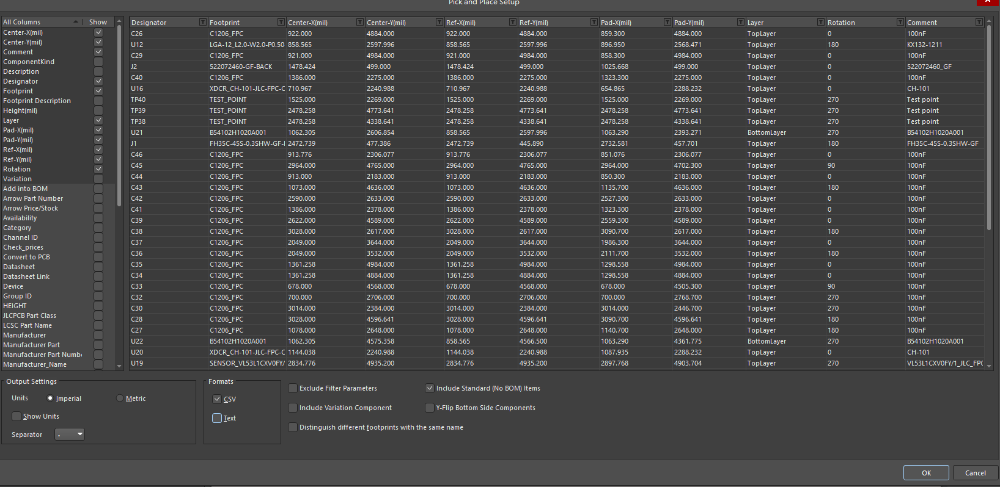 Pick and Place Setup
All Columns Show
Center-X(mil)
Center-Y(mil)
Comment
ComponentKind
Description
Designator
Footprint
Footprint Description
Height(mil)
Layer
Pad-X(mil)
Pad-Y(mil)
Ref-X(mil)
Ref-Y(mil)
Rotation
Variation
Add into BOM
Arrow Part Number
Arrow Price/Stock
Availability
Category
Channel ID
Check_prices
Convert to PCB
Datasheet
Datasheet Link
Device
Group ID
HEIGHT
JLCPCB Part Class
LCSC Part Name
Manufacturer
Manufacturer Part
Manufacturer Part Numb
Manufacturer_Name
Designator Footprint Center-X(mil) Center-Y(mil) Ref-X(mil) Ref-Y(mil) Pad-X(mil) Pad-Y(mil) Layer Rotation Comment
C26 C1206_FPC 922.000 4884.000 922.000 4884.000 859.300 4884.000 TopLayer 0 100nF
U12 LGA-12_L2.0-W2.0-P0.50 858.565 2597.996 858.565 2597.996 896.950 2568.471 TopLayer 180 KX132-1211
C29 C1206_FPC 921.000 4984.000 921.000 4984.000 858.300 4984.000 TopLayer 0 100nF
J2 522072460-GF-BACK 1478.424 499.000 1478.424 499.000 1025.668 499.000 TopLayer 0 522072460_GF
C40 C1206_FPC 1386.000 2275.000 1386.000 2275.000 1323.300 2275.000 TopLayer 0 100nF
U16 XDCR_CH-101-JLC-FPC-C 710.967 2240.988 710.967 2240.988 654.865 2288.232 TopLayer 0 CH-101
TP40 TEST_POINT 1525.000 2269.000 1525.000 2269.000 1525.000 2269.000 TopLayer 270 Test point
TP39 TEST_POINT 2478.258 4773.641 2478.258 4773.641 2478.258 4773.641 TopLayer 270 Test point
TP38 TEST_POINT 2478.258 4338.641 2478.258 4338.641 2478.258 4338.641 TopLayer 270 Test point
U21 B54102H1020A001 1062.305 2606.854 858.565 2597.996 1063.290 2393.271 BottomLayer 270 B54102H1020A001
J1 FH35C-45S-0.3SHW-GF- 2472.739 477.386 2472.739 445.890 2732.581 457.701 TopLayer 180 FH35C-45S-0.3SHW-GF
C46 C1206_FPC 913.776 2306.077 913.776 2306.077 851.076 2306.077 TopLayer 0 100nF
C45 C1206_FPC 2964.000 4765.000 2964.000 4765.000 2964.000 4702.300 TopLayer 90 100nF
C44 C1206_FPC 913.000 2183.000 913.000 2183.000 850.300 2183.000 TopLayer 0 100nF
C43 C1206_FPC 1073.000 4636.000 1073.000 4636.000 1135.700 4636.000 TopLayer 180 100nF
C42 C1206_FPC 2590.000 2633.000 2590.000 2633.000 2527.300 2633.000 TopLayer 0 100nF
C41 C1206_FPC 1386.000 2378.000 1386.000 2378.000 1323.300 2378.000 TopLayer 0 100nF
C39 C1206_FPC 2622.000 4589.000 2622.000 4589.000 2559.300 4589.000 TopLayer 0 100nF
C38 C1206_FPC 3028.000 2617.000 3028.000 2617.000 3090.700 2617.000 TopLayer 180 100nF
C37 C1206_FPC 2049.000 3644.000 2049.000 3644.000 1986.300 3644.000 TopLayer 0 100nF
C36 C1206_FPC 2049.000 3532.000 2049.000 3532.000 2111.700 3532.000 TopLayer 180 100nF
C35 C1206_FPC 1361.258 4984.000 1361.258 4984.000 1298.558 4984.000 TopLayer 0 100nF
C34 C1206_FPC 1361.258 4884.000 1361.258 4884.000 1298.558 4884.000 TopLayer 0 100nF
C33 C1206_FPC 678.000 4568.000 678.000 4568.000 678.000 4505.300 TopLayer 90 100nF
C32 C1206_FPC 700.000 2706.000 700.000 2706.000 700.000 2768.700 TopLayer 270 100nF
C30 C1206_FPC 3014.000 2384.000 3014.000 2384.000 3014.000 2446.700 TopLayer 270 100nF
C28 C1206_FPC 3028.000 4596.641 3028.000 4596.641 3090.700 4596.641 TopLayer 180 100nF
C27 C1206_FPC 1078.000 2648.000 1078.000 2648.000 1140.700 2648.000 TopLayer 180 100nF
U22 B54102H1020A001 1062.305 4575.358 858.565 4566.500 1063.290 4361.775 BottomLayer 270 B54102H1020A001
U20 XDCR_CH-101-JLC-FPC-C 1144.038 2240.988 1144.038 2240.988 1087.935 2288.232 TopLayer 0 CH-101
U19 SENSOR_VL53L1CXV0FY/ 2834.776 4935.200 2834.776 4935.200 2897.768 4903.704 TopLayer 270 VL53L1CXV0FY/1_JLC_FPC
Output Settings
Units Imperial Metric
Show Units
Separator .
Formats
CSV
Text
Exclude Filter Parameters Include Standard (No BOM) Items
Include Variation Component Y-Flip Bottom Side Components
Distinguish different footprints with the same name
OK Cancel